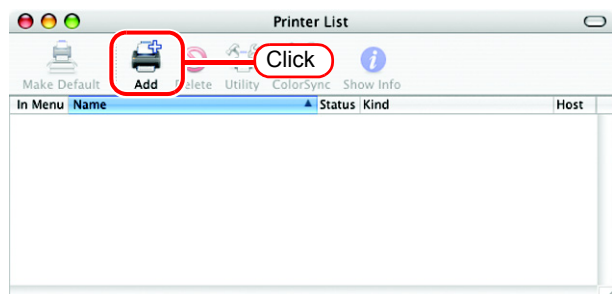 Printer List
Click
Make Default Add Delete Utility ColorSync Show Info
In Menu Name Status Kind Host